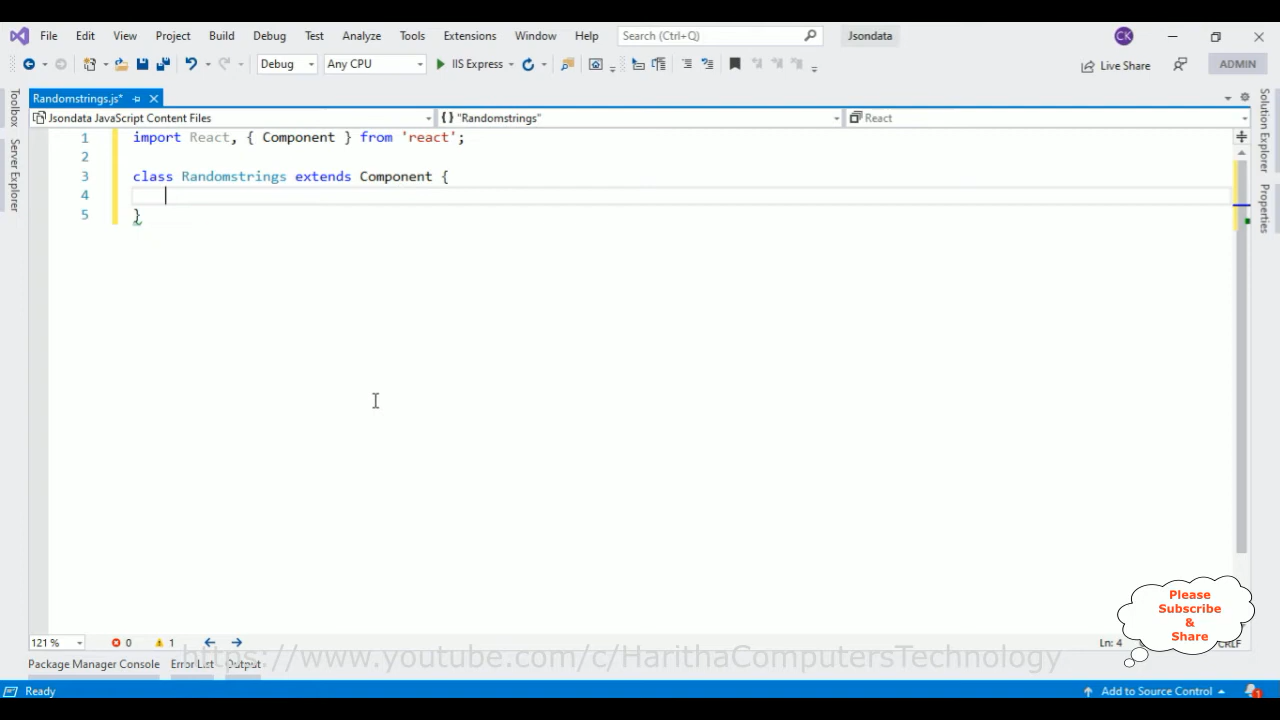 File Edit View Project Build Debug Test Analyze Tools Extensions Window Help Search (Ctrl+Q) Jsondata CK
Debug Any CPU IIS Express Live Share ADMIN
Toolbox
Server Explorer
Randomstrings.js*
Jsondata JavaScript Content Files "Randomstrings" React
1 import React, { Component } from 'react';
2
3 class Randomstrings extends Component {
4
5 }
Solution Explorer
Properties
Please
Subscribe
&
Share
121 % 0 1 Ln: 4 CRLF
https://www.youtube.com/c/HarithaComputersTechnology
Package Manager Console Error List Output
Ready Add to Source Control 1